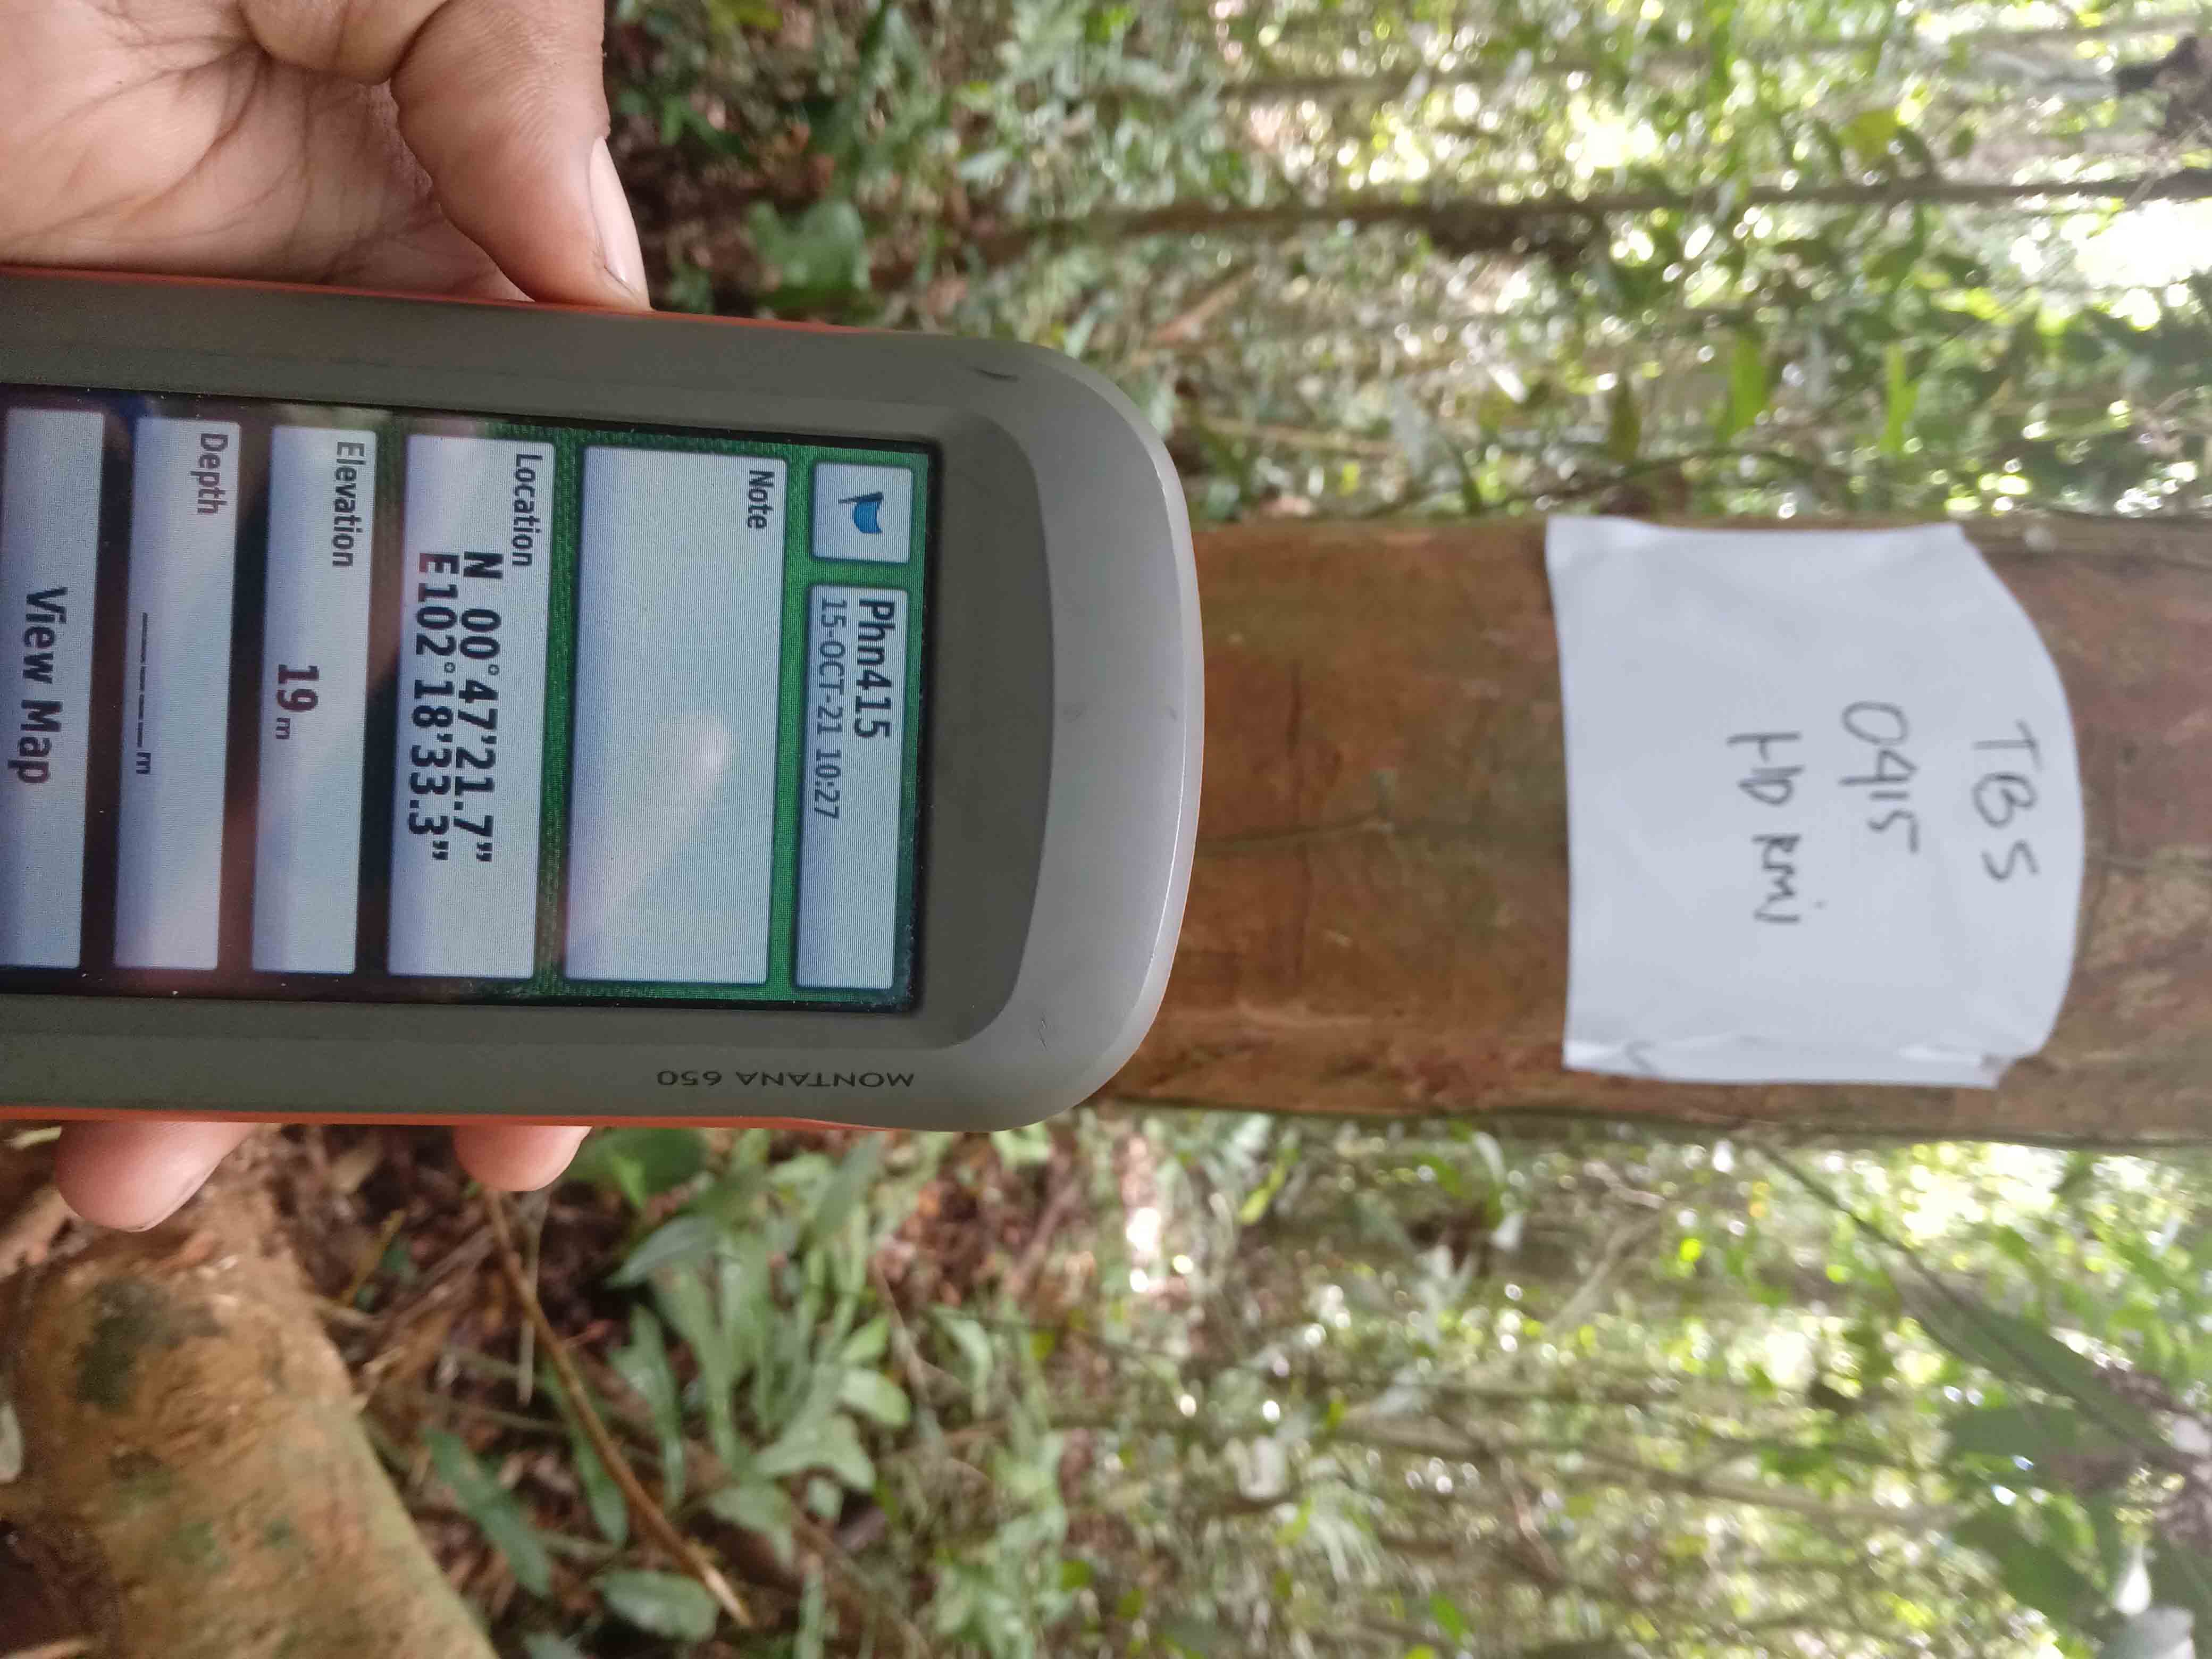 TBS
0415
HD RMJ
MONTANA 650
Phn415
15-OCT-21 10:27
Note
Location
N 00°47'21.7"
E102°18'33.3"
Elevation
19m
Depth
_____m
View Map